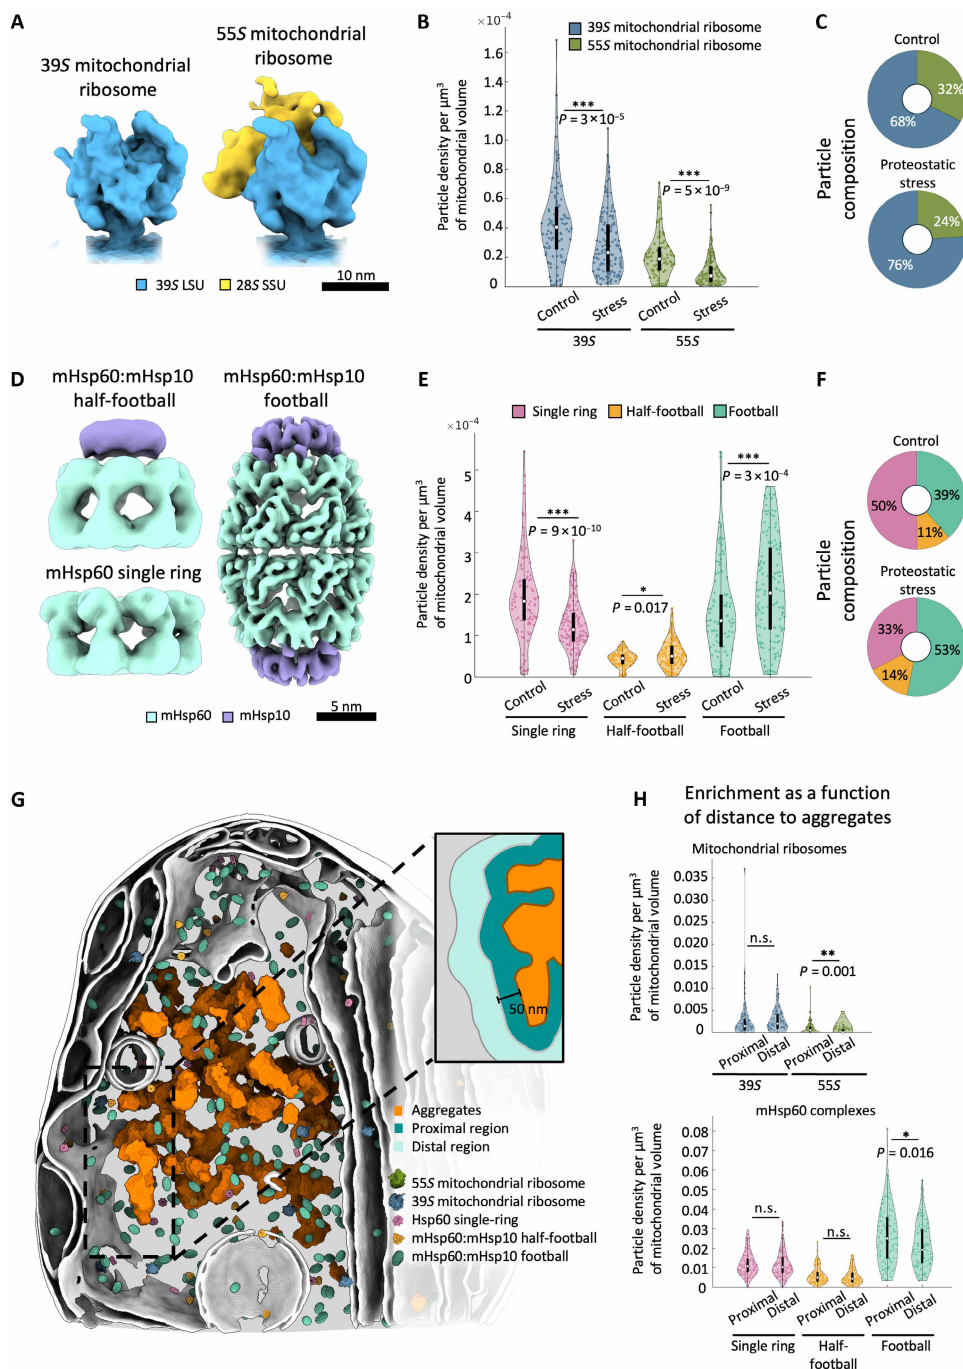 A
39S mitochondrial
ribosome
55S mitochondrial
ribosome
39S LSU
28S SSU
10 nm
B
×10⁻⁴
39S mitochondrial ribosome
55S mitochondrial ribosome
Particle density per µm³
of mitochondrial volume
1.6
1.4
1.2
1.0
0.8
0.6
0.4
0.2
0
***
P = 3×10⁻⁵
***
P = 5×10⁻⁹
Control
Stress
Control
Stress
39S
55S
C
Particle
composition
Control
32%
68%
Proteostatic
stress
24%
76%
D
mHsp60:mHsp10
half-football
mHsp60:mHsp10
football
mHsp60 single ring
mHsp60
mHsp10
5 nm
E
×10⁻⁴
Single ring
Half-football
Football
Particle density per µm³
of mitochondrial volume
5
4
3
2
1
0
***
P = 9×10⁻¹⁰
*
P = 0.017
***
P = 3×10⁻⁴
Control
Stress
Control
Stress
Control
Stress
Single ring
Half-football
Football
F
Particle
composition
Control
50%
39%
11%
Proteostatic
stress
33%
53%
14%
G
50 nm
Aggregates
Proximal region
Distal region
55S mitochondrial ribosome
39S mitochondrial ribosome
Hsp60 single-ring
mHsp60:mHsp10 half-football
mHsp60:mHsp10 football
H
Enrichment as a function
of distance to aggregates
Mitochondrial ribosomes
Particle density per µm³
of mitochondrial volume
0.035
0.030
0.025
0.020
0.015
0.010
0.005
0
n.s.
**
P = 0.001
Proximal
Distal
Proximal
Distal
39S
55S
mHsp60 complexes
Particle density per µm³
of mitochondrial volume
0.08
0.07
0.06
0.05
0.04
0.03
0.02
0.01
0
n.s.
n.s.
*
P = 0.016
Proximal
Distal
Proximal
Distal
Proximal
Distal
Single ring
Half-
football
Football